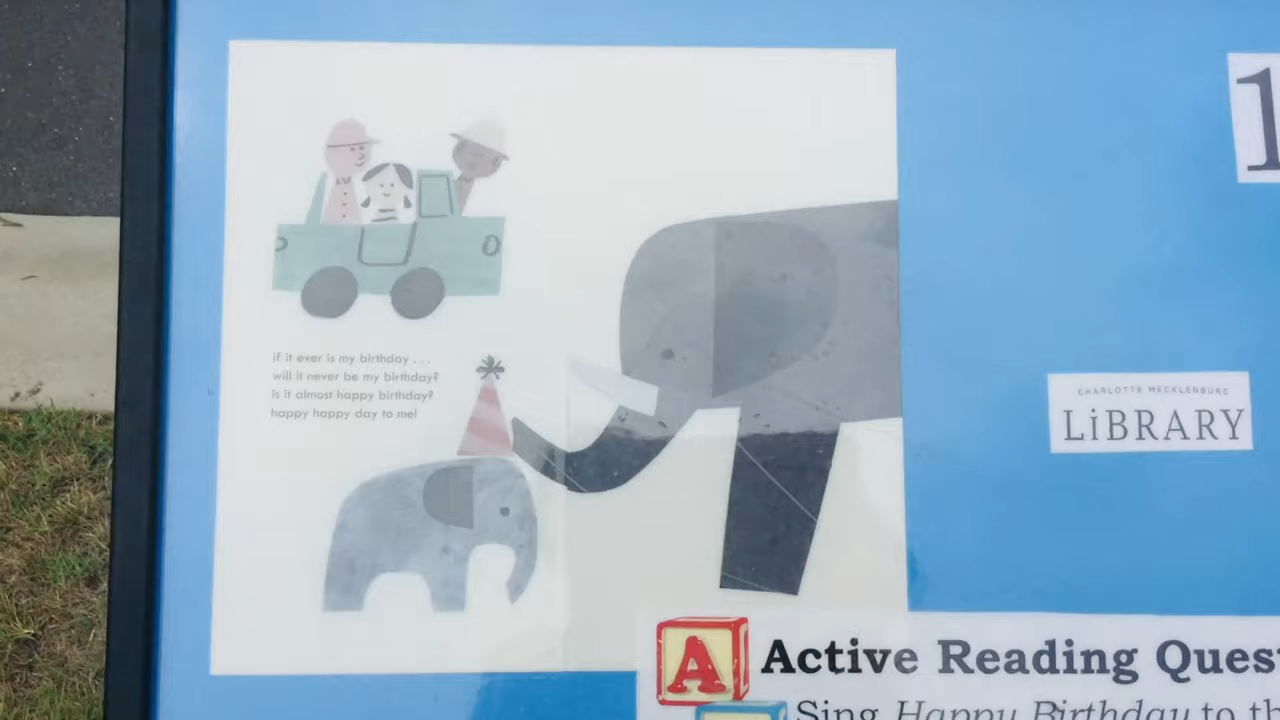 1
if it ever is my birthday . . .
will it never be my birthday?
is it almost happy birthday?
happy happy day to me!
CHARLOTTE MECKLENBURG
LiBRARY
A Active Reading Ques
Sing Happy Birthday to th